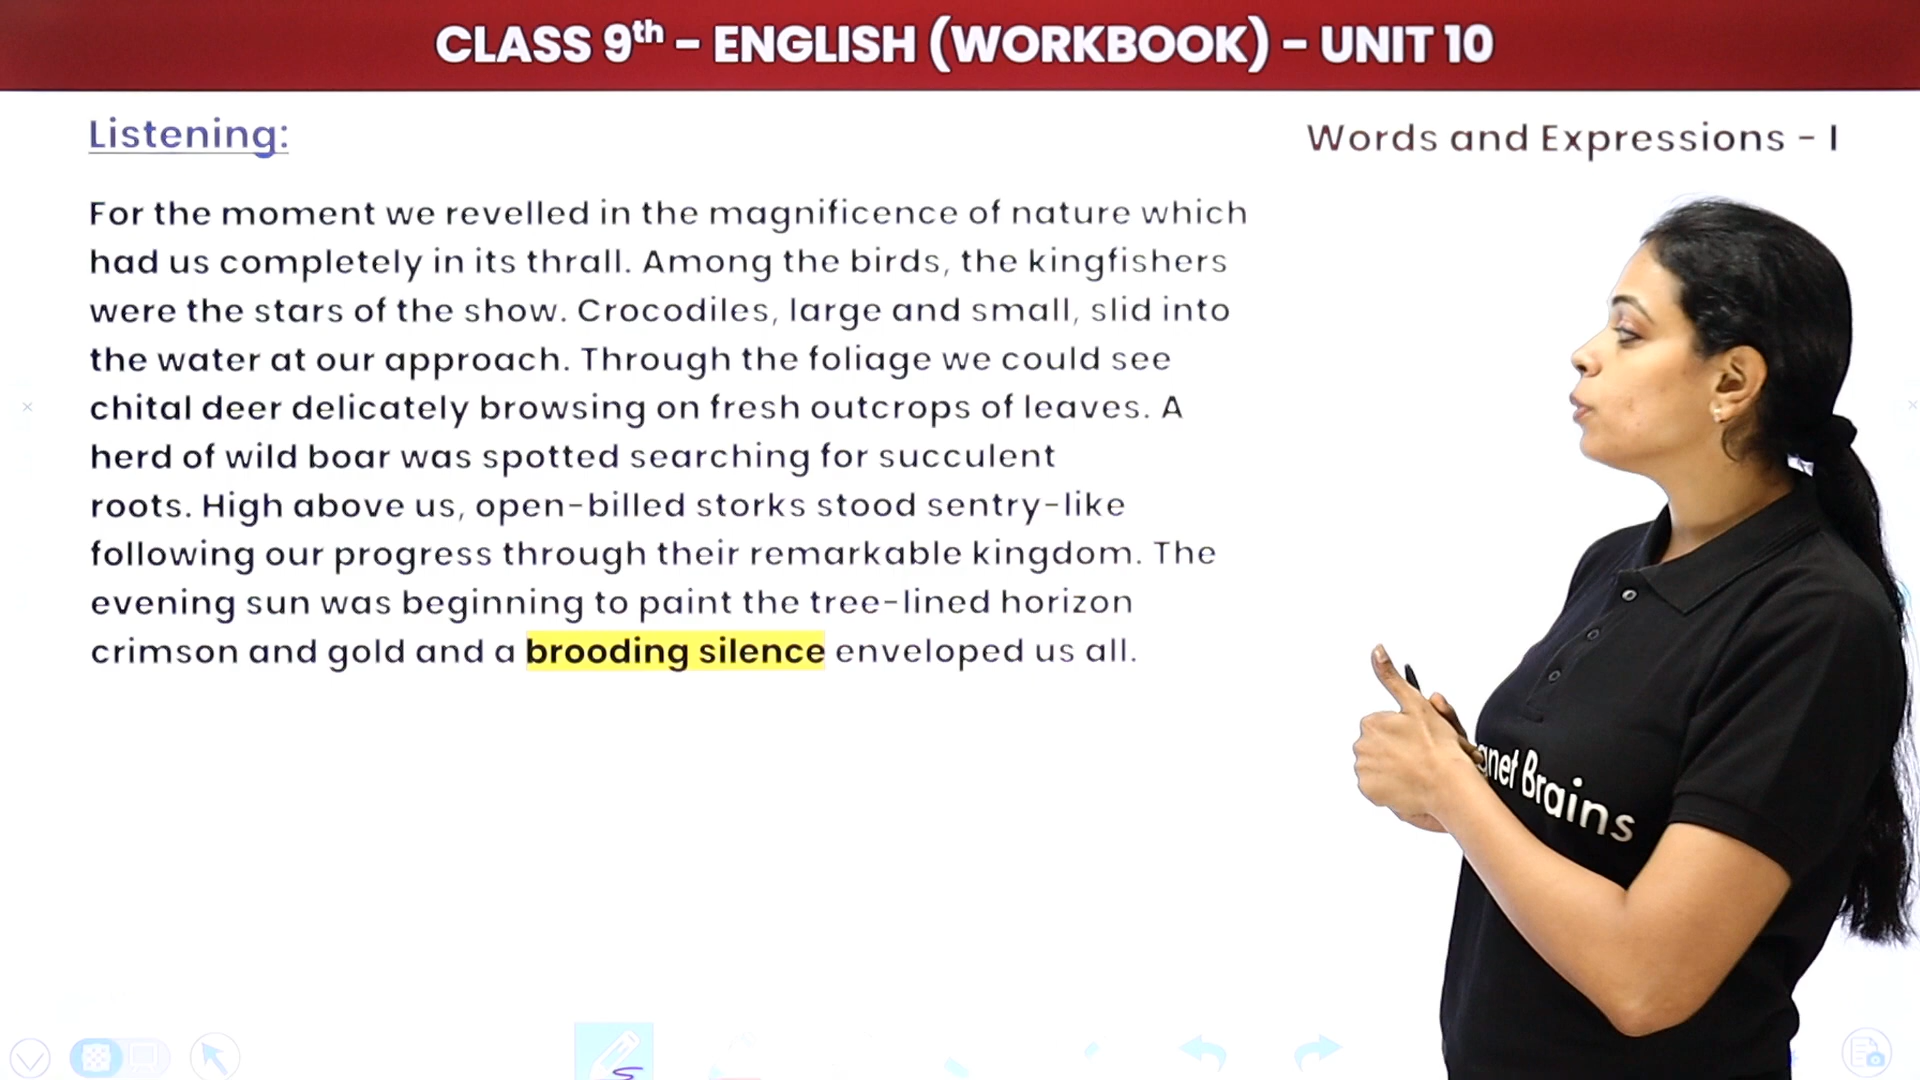 CLASS 9th – ENGLISH (WORKBOOK) – UNIT 10
Listening:
Words and Expressions - I
For the moment we revelled in the magnificence of nature which
had us completely in its thrall. Among the birds, the kingfishers
were the stars of the show. Crocodiles, large and small, slid into
the water at our approach. Through the foliage we could see
chital deer delicately browsing on fresh outcrops of leaves. A
herd of wild boar was spotted searching for succulent
roots. High above us, open-billed storks stood sentry-like
following our progress through their remarkable kingdom. The
evening sun was beginning to paint the tree-lined horizon
crimson and gold and a brooding silence enveloped us all.
anet Brains